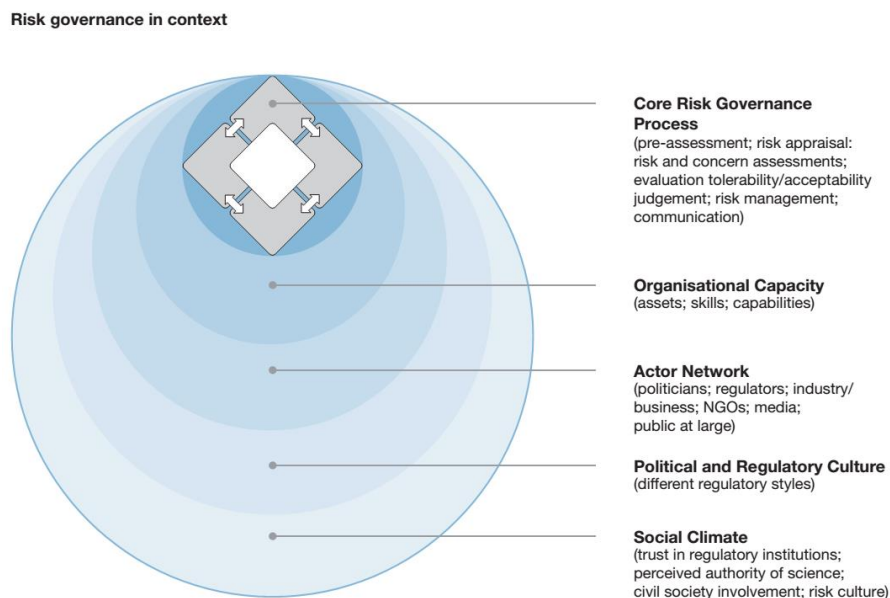 Risk governance in context
Core Risk Governance
Process
(pre-assessment; risk appraisal:
risk and concern assessments;
evaluation tolerability/acceptability
judgement; risk management;
communication)
Organisational Capacity
(assets; skills; capabilities)
Actor Network
(politicians; regulators; industry/
business; NGOs; media;
public at large)
Political and Regulatory Culture
(different regulatory styles)
Social Climate
(trust in regulatory institutions;
perceived authority of science;
civil society involvement; risk culture)